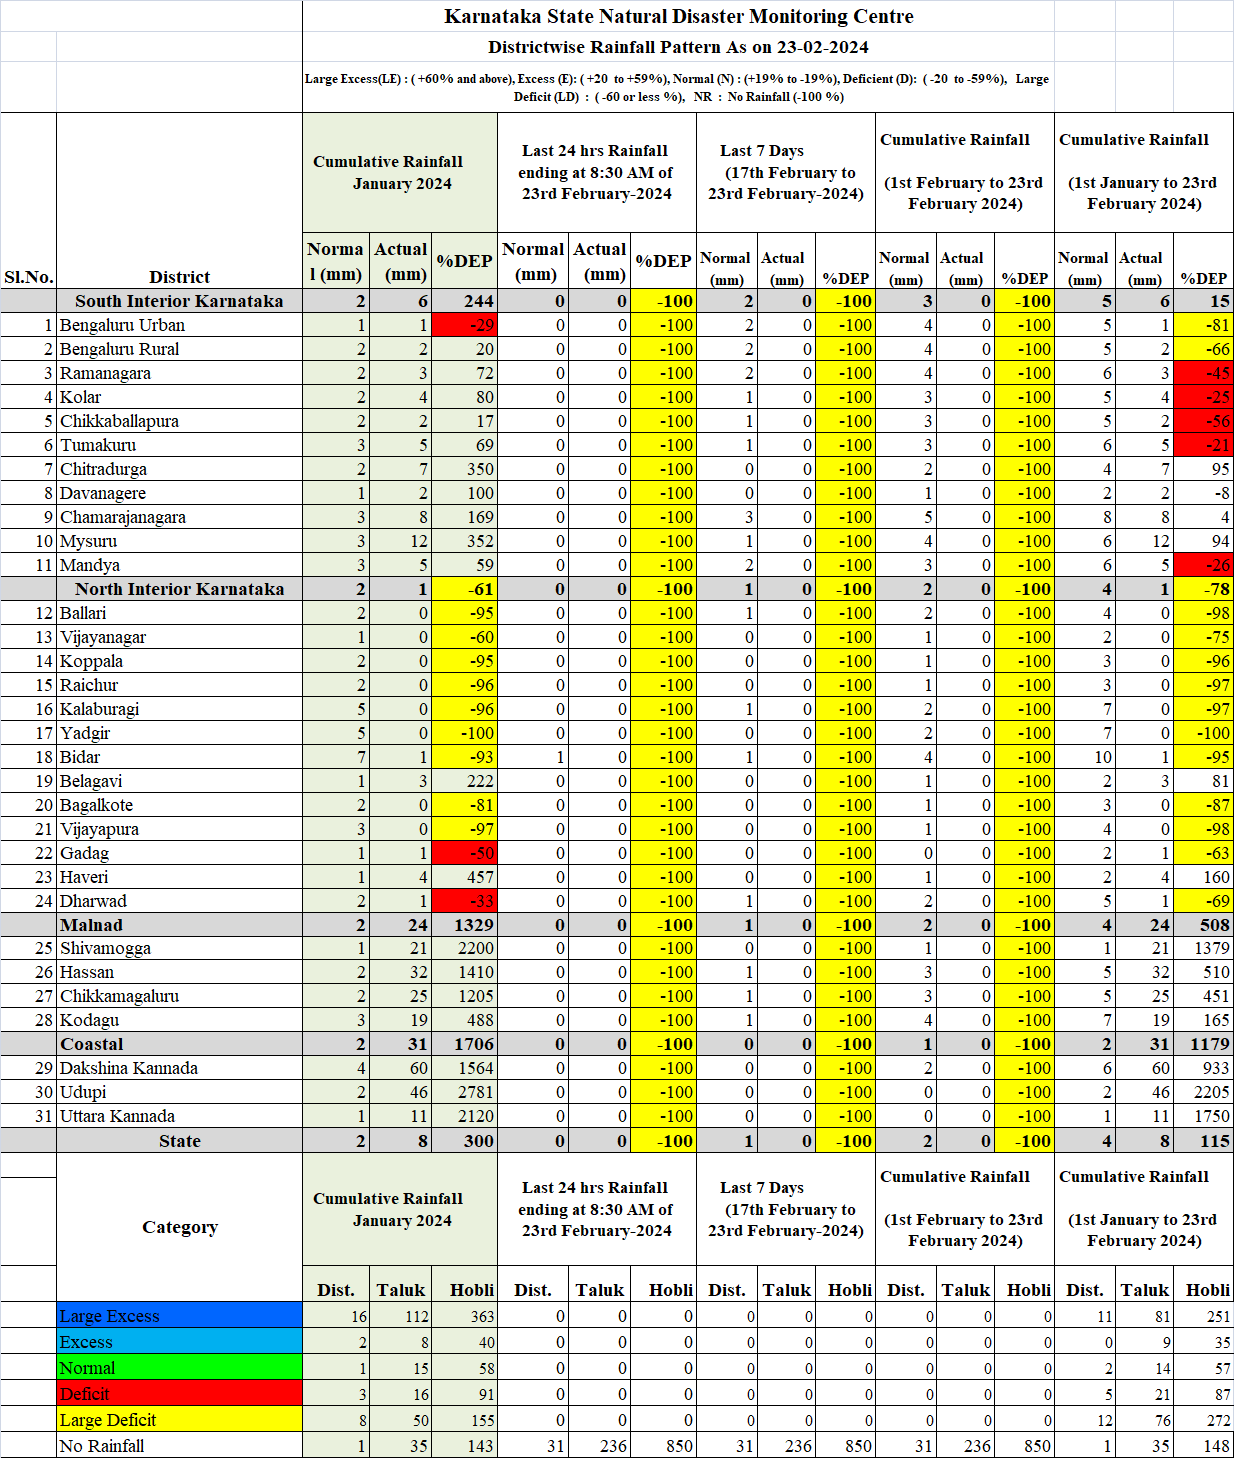 Karnataka State Natural Disaster Monitoring Centre
Districtwise Rainfall Pattern As on 23-02-2024
Large Excess(LE) : ( +60% and above), Excess (E): ( +20 to +59%), Normal (N) : (+19% to -19%), Deficient (D): ( -20 to -59%), Large
Deficit (LD) : ( -60 or less %), NR : No Rainfall (-100 %)
Sl.No. District Cumulative Rainfall January 2024 Last 24 hrs Rainfall ending at 8:30 AM of 23rd February-2024 Last 7 Days (17th February to 23rd February-2024) Cumulative Rainfall (1st February to 23rd February 2024) Cumulative Rainfall (1st January to 23rd February 2024)
Normal (mm) Actual (mm) %DEP Normal (mm) Actual (mm) %DEP Normal (mm) Actual (mm) %DEP Normal (mm) Actual (mm) %DEP Normal (mm) Actual (mm) %DEP
South Interior Karnataka 2 6 244 0 0 -100 2 0 -100 3 0 -100 5 6 15
1 Bengaluru Urban 1 1 -29 0 0 -100 2 0 -100 4 0 -100 5 1 -81
2 Bengaluru Rural 2 2 20 0 0 -100 2 0 -100 4 0 -100 5 2 -66
3 Ramanagara 2 3 72 0 0 -100 2 0 -100 4 0 -100 6 3 -45
4 Kolar 2 4 80 0 0 -100 1 0 -100 3 0 -100 5 4 -25
5 Chikkaballapura 2 2 17 0 0 -100 1 0 -100 3 0 -100 5 2 -56
6 Tumakuru 3 5 69 0 0 -100 1 0 -100 3 0 -100 6 5 -21
7 Chitradurga 2 7 350 0 0 -100 0 0 -100 2 0 -100 4 7 95
8 Davanagere 1 2 100 0 0 -100 0 0 -100 1 0 -100 2 2 -8
9 Chamarajanagara 3 8 169 0 0 -100 3 0 -100 5 0 -100 8 8 4
10 Mysuru 3 12 352 0 0 -100 1 0 -100 4 0 -100 6 12 94
11 Mandya 3 5 59 0 0 -100 2 0 -100 3 0 -100 6 5 -26
North Interior Karnataka 2 1 -61 0 0 -100 1 0 -100 2 0 -100 4 1 -78
12 Ballari 2 0 -95 0 0 -100 1 0 -100 2 0 -100 4 0 -98
13 Vijayanagar 1 0 -60 0 0 -100 0 0 -100 1 0 -100 2 0 -75
14 Koppala 2 0 -95 0 0 -100 0 0 -100 1 0 -100 3 0 -96
15 Raichur 2 0 -96 0 0 -100 0 0 -100 1 0 -100 3 0 -97
16 Kalaburagi 5 0 -96 0 0 -100 1 0 -100 2 0 -100 7 0 -97
17 Yadgir 5 0 -100 0 0 -100 0 0 -100 2 0 -100 7 0 -100
18 Bidar 7 1 -93 1 0 -100 1 0 -100 4 0 -100 10 1 -95
19 Belagavi 1 3 222 0 0 -100 0 0 -100 1 0 -100 2 3 81
20 Bagalkote 2 0 -81 0 0 -100 0 0 -100 1 0 -100 3 0 -87
21 Vijayapura 3 0 -97 0 0 -100 0 0 -100 1 0 -100 4 0 -98
22 Gadag 1 1 -50 0 0 -100 0 0 -100 0 0 -100 2 1 -63
23 Haveri 1 4 457 0 0 -100 0 0 -100 1 0 -100 2 4 160
24 Dharwad 2 1 -33 0 0 -100 1 0 -100 2 0 -100 5 1 -69
Malnad 2 24 1329 0 0 -100 1 0 -100 2 0 -100 4 24 508
25 Shivamogga 1 21 2200 0 0 -100 0 0 -100 1 0 -100 1 21 1379
26 Hassan 2 32 1410 0 0 -100 1 0 -100 3 0 -100 5 32 510
27 Chikkamagaluru 2 25 1205 0 0 -100 1 0 -100 3 0 -100 5 25 451
28 Kodagu 3 19 488 0 0 -100 1 0 -100 4 0 -100 7 19 165
Coastal 2 31 1706 0 0 -100 0 0 -100 1 0 -100 2 31 1179
29 Dakshina Kannada 4 60 1564 0 0 -100 0 0 -100 2 0 -100 6 60 933
30 Udupi 2 46 2781 0 0 -100 0 0 -100 0 0 -100 2 46 2205
31 Uttara Kannada 1 11 2120 0 0 -100 0 0 -100 0 0 -100 1 11 1750
State 2 8 300 0 0 -100 1 0 -100 2 0 -100 4 8 115
Category Cumulative Rainfall January 2024 Last 24 hrs Rainfall ending at 8:30 AM of 23rd February-2024 Last 7 Days (17th February to 23rd February-2024) Cumulative Rainfall (1st February to 23rd February 2024) Cumulative Rainfall (1st January to 23rd February 2024)
Dist. Taluk Hobli Dist. Taluk Hobli Dist. Taluk Hobli Dist. Taluk Hobli Dist. Taluk Hobli
Large Excess 16 112 363 0 0 0 0 0 0 0 0 0 11 81 251
Excess 2 8 40 0 0 0 0 0 0 0 0 0 0 9 35
Normal 1 15 58 0 0 0 0 0 0 0 0 0 2 14 57
Deficit 3 16 91 0 0 0 0 0 0 0 0 0 5 21 87
Large Deficit 8 50 155 0 0 0 0 0 0 0 0 0 12 76 272
No Rainfall 1 35 143 31 236 850 31 236 850 31 236 850 1 35 148